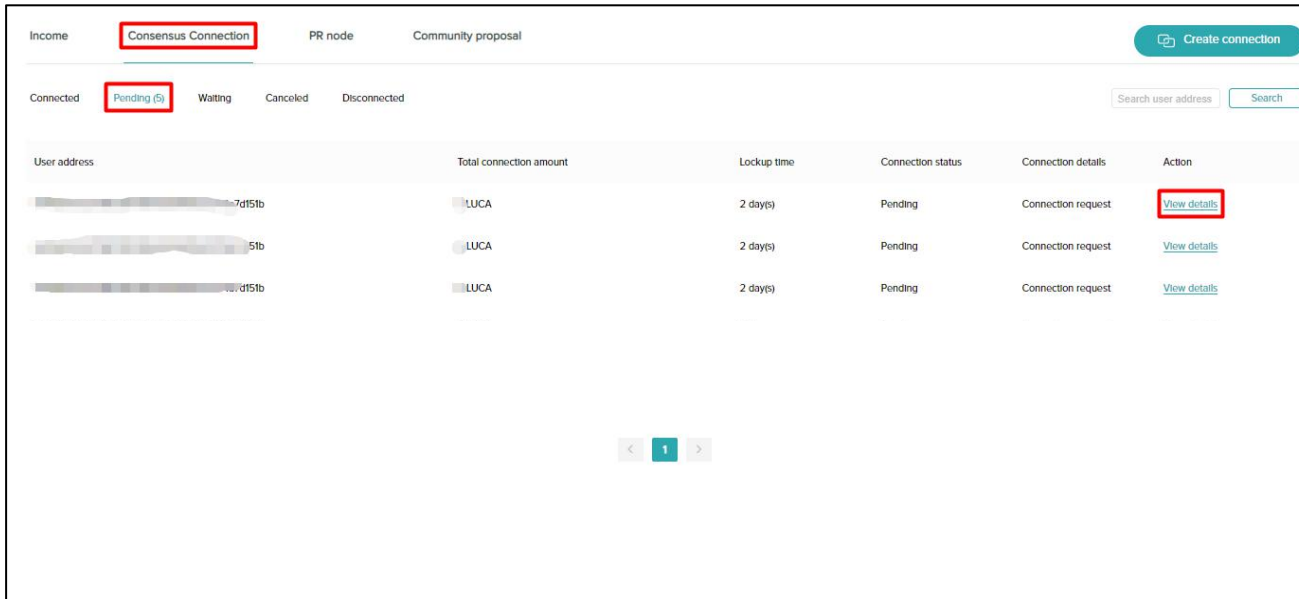 Income Consensus Connection PR node Community proposal Create connection
Connected Pending (5) Waiting Canceled Disconnected Search user address Search
User address Total connection amount Lockup time Connection status Connection details Action
7d151b LUCA 2 day(s) Pending Connection request View details
51b LUCA 2 day(s) Pending Connection request View details
d151b LUCA 2 day(s) Pending Connection request View details
< 1 >